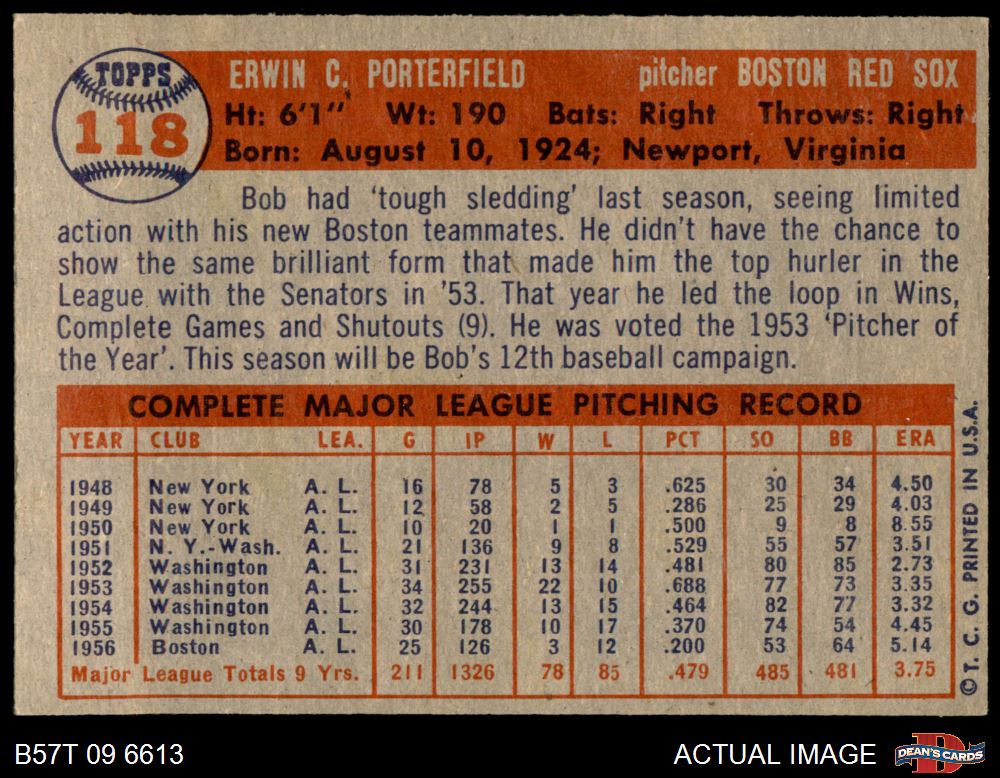 TOPPS
118
ERWIN C. PORTERFIELD pitcher BOSTON RED SOX
Ht: 6'1" Wt: 190 Bats: Right Throws: Right
Born: August 10, 1924; Newport, Virginia
Bob had 'tough sledding' last season, seeing limited
action with his new Boston teammates. He didn't have the chance to
show the same brilliant form that made him the top hurler in the
League with the Senators in '53. That year he led the loop in Wins,
Complete Games and Shutouts (9). He was voted the 1953 'Pitcher of
the Year'. This season will be Bob's 12th baseball campaign.
COMPLETE MAJOR LEAGUE PITCHING RECORD
YEAR CLUB LEA. G IP W L PCT SO BB ERA
1948 New York A. L. 16 78 5 3 .625 30 34 4.50
1949 New York A. L. 12 58 2 5 .286 25 29 4.03
1950 New York A. L. 10 20 1 1 .500 9 8 8.55
1951 N. Y.-Wash. A. L. 21 136 9 8 .529 55 57 3.51
1952 Washington A. L. 31 231 13 14 .481 80 85 2.73
1953 Washington A. L. 34 255 22 10 .688 77 73 3.35
1954 Washington A. L. 32 244 13 15 .464 82 77 3.32
1955 Washington A. L. 30 178 10 17 .370 74 54 4.45
1956 Boston A. L. 25 126 3 12 .200 53 64 5.14
Major League Totals 9 Yrs. 211 1326 78 85 .479 485 481 3.75
© T. C. G. PRINTED IN U.S.A.
B57T 09 6613 ACTUAL IMAGE DEAN'S CARDS